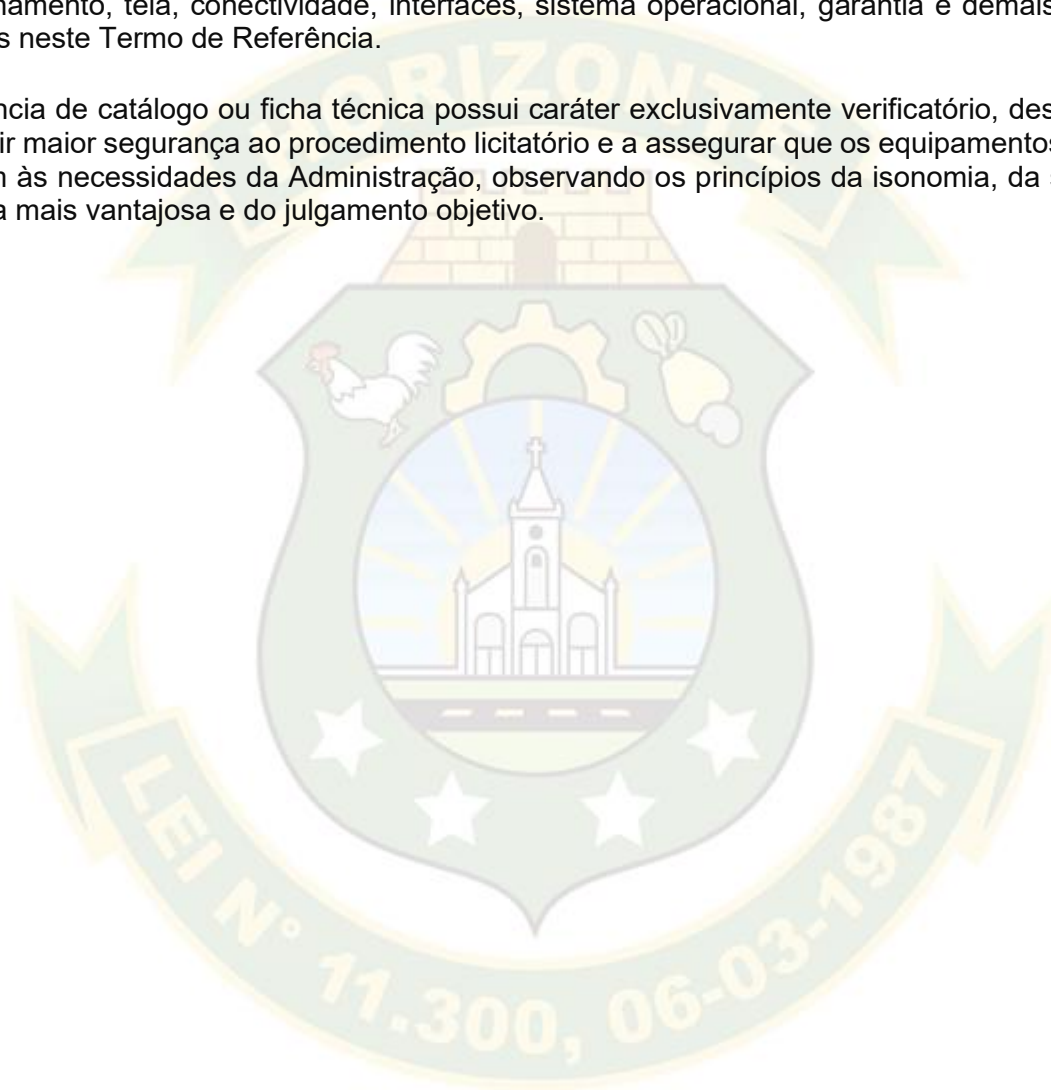 namento, tela, conectividade, interfaces, sistema operacional, garantia e demais
s neste Termo de Referência.
ncia de catálogo ou ficha técnica possui caráter exclusivamente verificatório, des
ir maior segurança ao procedimento licitatório e a assegurar que os equipamentos
n às necessidades da Administração, observando os princípios da isonomia, da s
a mais vantajosa e do julgamento objetivo.
HORIZONTE
LEI N° 11.300, 06-03-1987